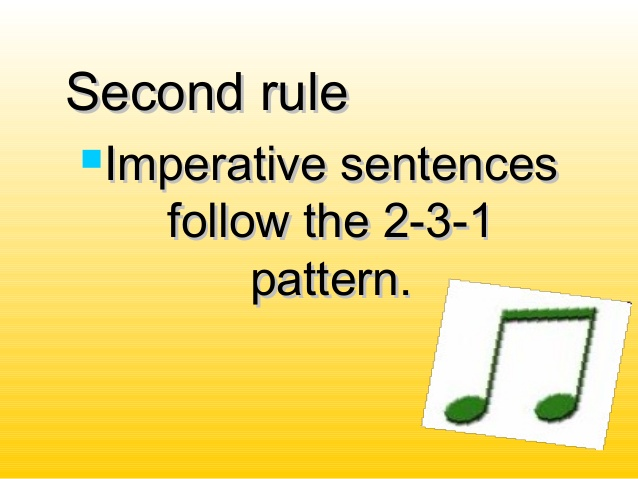 Second rule
Imperative sentences
follow the 2-3-1
pattern.